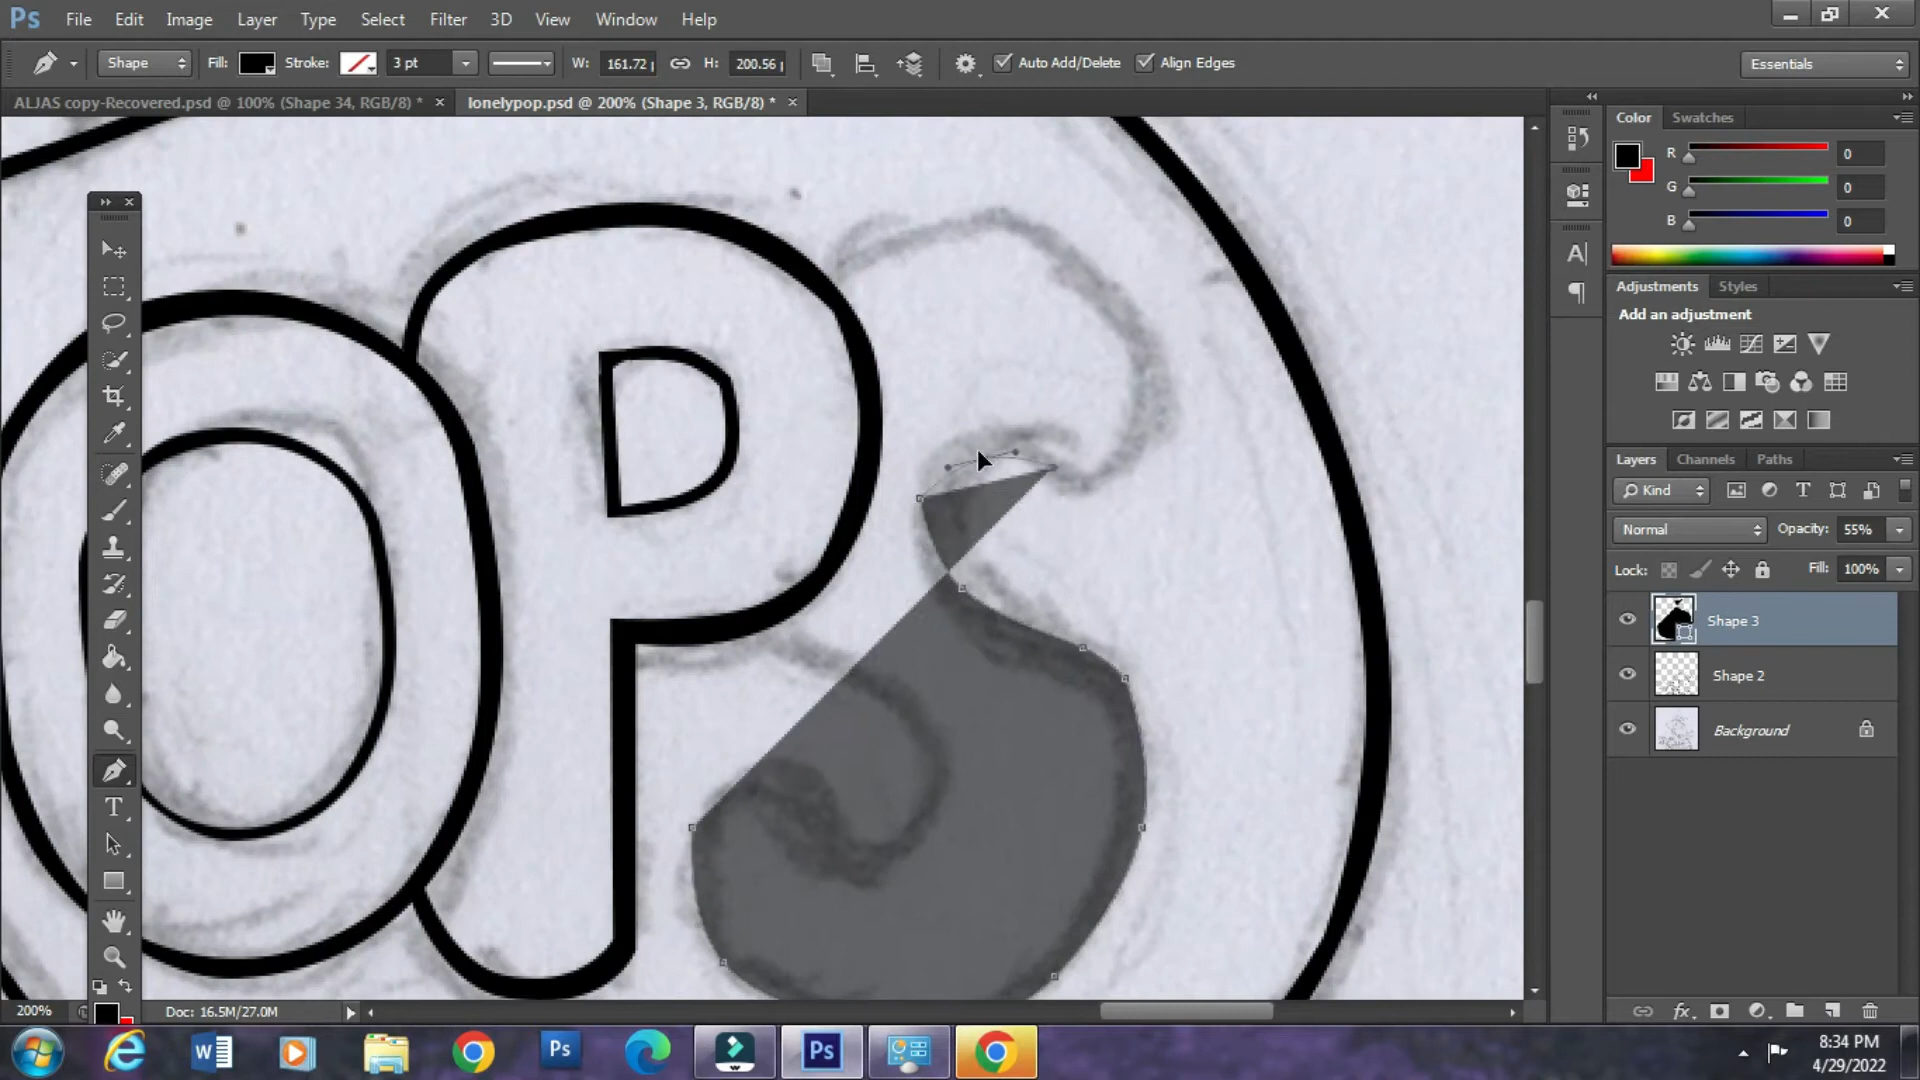 Ps File Edit Image Layer Type Select Filter 3D View Window Help
Shape Fill: Stroke: 3 pt W: 161.72 H: 200.56 Auto Add/Delete Align Edges Essentials
ALJAS copy-Recovered.psd @ 100% (Shape 34, RGB/8) * × lonelypop.psd @ 200% (Shape 3, RGB/8) * ×
Color Swatches
R 0
G 0
B 0
Adjustments Styles
Add an adjustment
Layers Channels Paths
Kind
Normal Opacity: 55%
Lock: Fill: 100%
Shape 3
Shape 2
Background
OPS
200% Doc: 16.5M/27.0M
Ps Ps
8:34 PM
4/29/2022